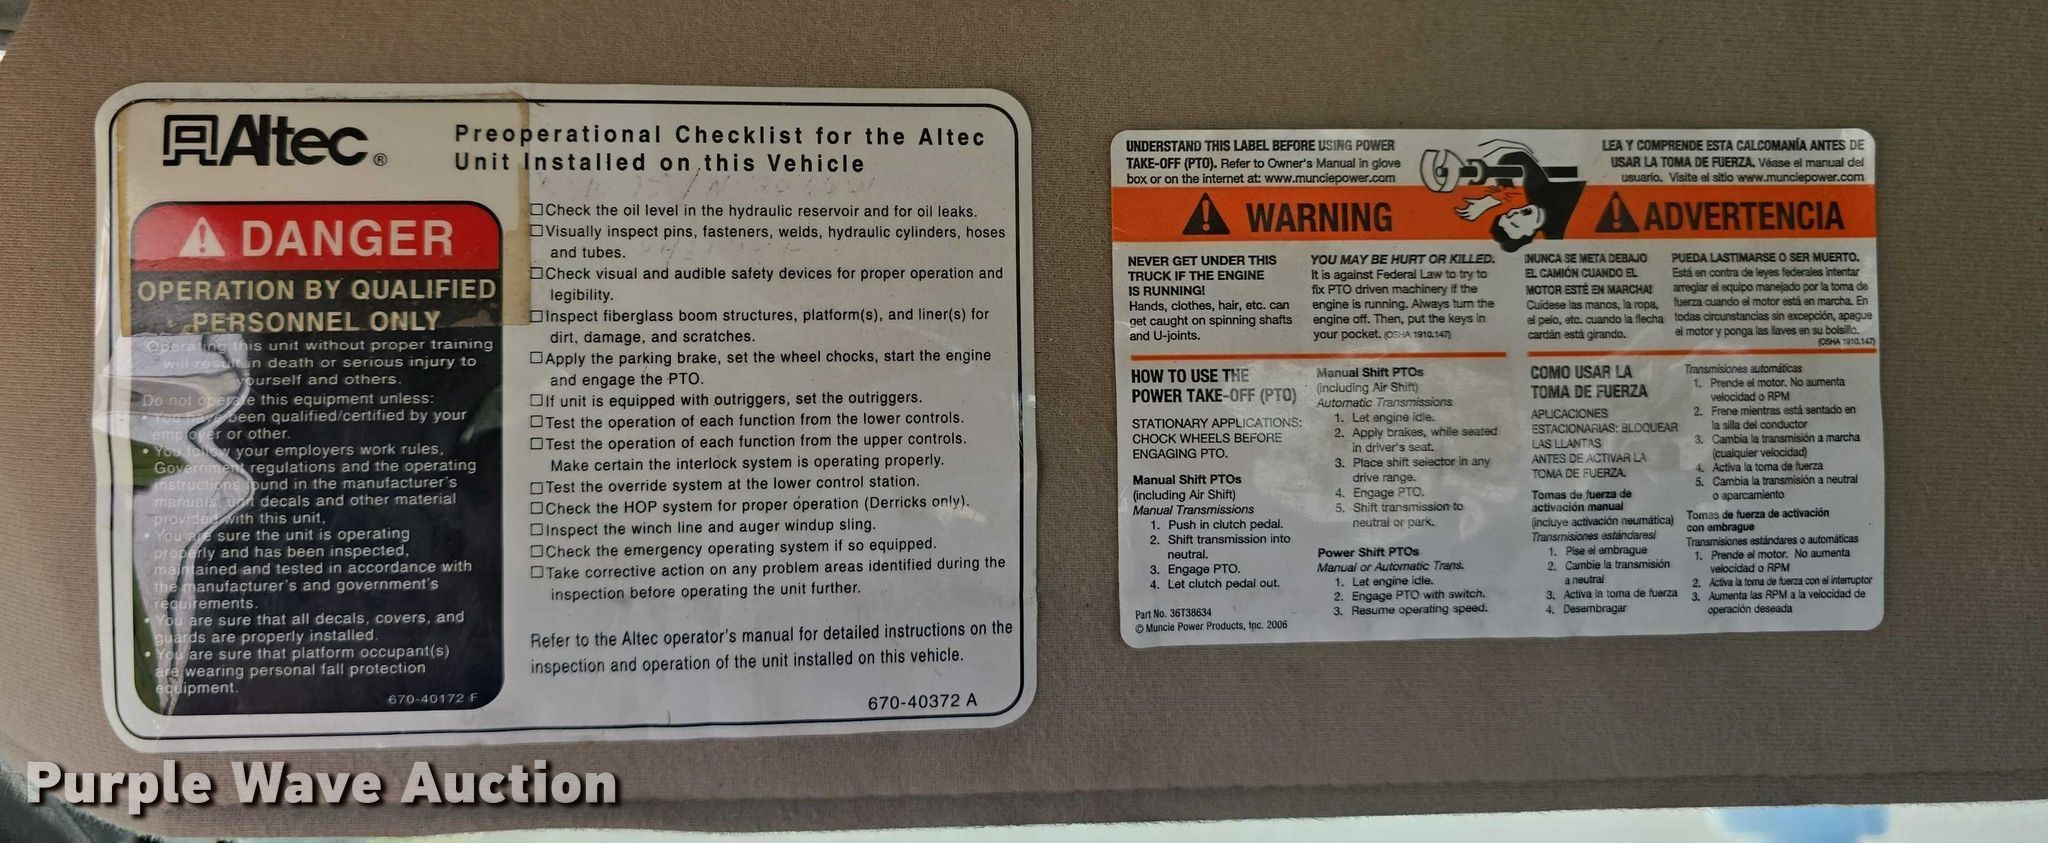 Altec®
Preoperational Checklist for the Altec
Unit Installed on this Vehicle
DANGER
OPERATION BY QUALIFIED
PERSONNEL ONLY
Operating this unit without proper training
will result in death or serious injury to
yourself and others.
Do not operate this equipment unless:
• You have been qualified/certified by your
employer or other.
• You follow your employers work rules,
Government regulations and the operating
instructions found in the manufacturer's
manuals, unit decals and other material
provided with this unit,
• You are sure the unit is operating
properly and has been inspected,
maintained and tested in accordance with
the manufacturer's and government's
requirements.
• You are sure that all decals, covers, and
guards are properly installed.
• You are sure that platform occupant(s)
are wearing personal fall protection
equipment.
670-40172 F
☐Check the oil level in the hydraulic reservoir and for oil leaks.
☐Visually inspect pins, fasteners, welds, hydraulic cylinders, hoses
and tubes.
☐Check visual and audible safety devices for proper operation and
legibility.
☐Inspect fiberglass boom structures, platform(s), and liner(s) for
dirt, damage, and scratches.
☐Apply the parking brake, set the wheel chocks, start the engine
and engage the PTO.
☐If unit is equipped with outriggers, set the outriggers.
☐Test the operation of each function from the lower controls.
☐Test the operation of each function from the upper controls.
Make certain the interlock system is operating properly.
☐Test the override system at the lower control station.
☐Check the HOP system for proper operation (Derricks only).
☐Inspect the winch line and auger windup sling.
☐Check the emergency operating system if so equipped.
☐Take corrective action on any problem areas identified during the
inspection before operating the unit further.
Refer to the Altec operator's manual for detailed instructions on the
inspection and operation of the unit installed on this vehicle.
670-40372 A
UNDERSTAND THIS LABEL BEFORE USING POWER
TAKE-OFF (PTO). Refer to Owner's Manual in glove
box or on the internet at: www.munciepower.com
LEA Y COMPRENDE ESTA CALCOMANÍA ANTES DE
USAR LA TOMA DE FUERZA. Véase el manual del
usuario. Visite el sitio www.munciepower.com
WARNING
ADVERTENCIA
NEVER GET UNDER THIS
TRUCK IF THE ENGINE
IS RUNNING!
Hands, clothes, hair, etc. can
get caught on spinning shafts
and U-joints.
YOU MAY BE HURT OR KILLED.
It is against Federal Law to try to
fix PTO driven machinery if the
engine is running. Always turn the
engine off. Then, put the keys in
your pocket. (OSHA 1910.147)
¡NUNCA SE META DEBAJO
EL CAMIÓN CUANDO EL
MOTOR ESTÉ EN MARCHA!
Cuídese las manos, la ropa,
el pelo, etc. cuando la flecha
cardán está girando.
PUEDA LASTIMARSE O SER MUERTO.
Está en contra de leyes federales intentar
arreglar el equipo manejado por la toma de
fuerza cuando el motor está en marcha. En
todas circunstancias sin excepción, apague
el motor y ponga las llaves en su bolsillo.
(OSHA 1910.147)
HOW TO USE THE
POWER TAKE-OFF (PTO)
STATIONARY APPLICATIONS:
CHOCK WHEELS BEFORE
ENGAGING PTO.
Manual Shift PTOs
(including Air Shift)
Manual Transmissions
1. Push in clutch pedal.
2. Shift transmission into
neutral.
3. Engage PTO.
4. Let clutch pedal out.
Part No. 36T38634
© Muncie Power Products, Inc. 2006
Manual Shift PTOs
(including Air Shift)
Automatic Transmissions
1. Let engine idle.
2. Apply brakes, while seated
in driver's seat.
3. Place shift selector in any
drive range.
4. Engage PTO.
5. Shift transmission to
neutral or park.
Power Shift PTOs
Manual or Automatic Trans.
1. Let engine idle.
2. Engage PTO with switch.
3. Resume operating speed.
COMO USAR LA
TOMA DE FUERZA
APLICACIONES
ESTACIONARIAS: BLOQUEAR
LAS LLANTAS
ANTES DE ACTIVAR LA
TOMA DE FUERZA.
Tomas de fuerza de
activación manual
(incluye activación neumática)
Transmisiones estándaresl
1. Pise el embrague
2. Cambie la transmisión
a neutral
3. Activa la toma de fuerza
4. Desembragar
Transmisiones automáticas
1. Prende el motor. No aumenta
velocidad o RPM
2. Frene mientras está sentado en
la silla del conductor
3. Cambia la transmisión a marcha
(cualquier velocidad)
4. Activa la toma de fuerza
5. Cambia la transmisión a neutral
o aparcamiento
Tomas de fuerza de activación
con embrague
Transmisiones estándares o automáticas
1. Prende el motor. No aumenta
velocidad o RPM
2. Activa la toma de fuerza con el interruptor
3. Aumenta las RPM a la velocidad de
operación deseada
Purple Wave Auction